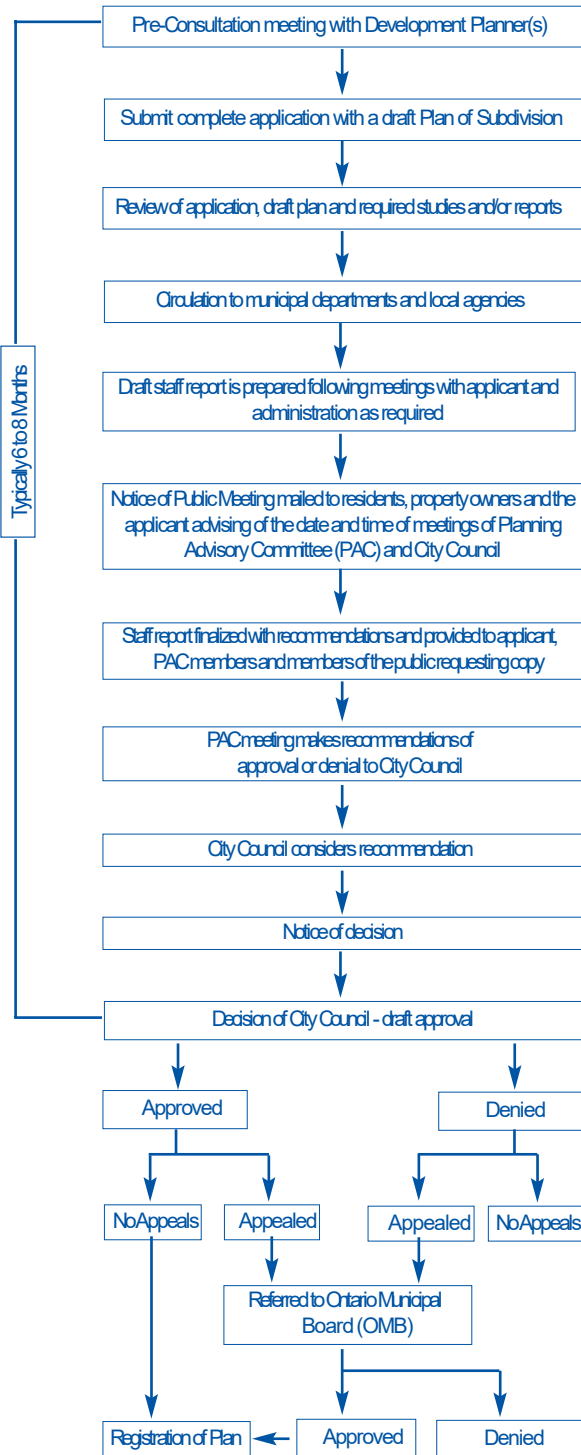 Pre-Consultation meeting with Development Planner(s)
Submit complete application with a draft Plan of Subdivision
Review of application, draft plan and required studies and/or reports
Circulation to municipal departments and local agencies
Typically 6 to 8 Months
Draft staff report is prepared following meetings with applicant and
administration as required
Notice of Public Meeting mailed to residents, property owners and the
applicant advising of the date and time of meetings of Planning
Advisory Committee (PAC) and City Council
Staff report finalized with recommendations and provided to applicant,
PAC members and members of the public requesting copy
PAC meeting makes recommendations of
approval or denial to City Council
City Council considers recommendation
Notice of decision
Decision of City Council - draft approval
Approved
Denied
No Appeals
Appealed
Appealed
No Appeals
Referred to Ontario Municipal
Board (OMB)
Registration of Plan
Approved
Denied